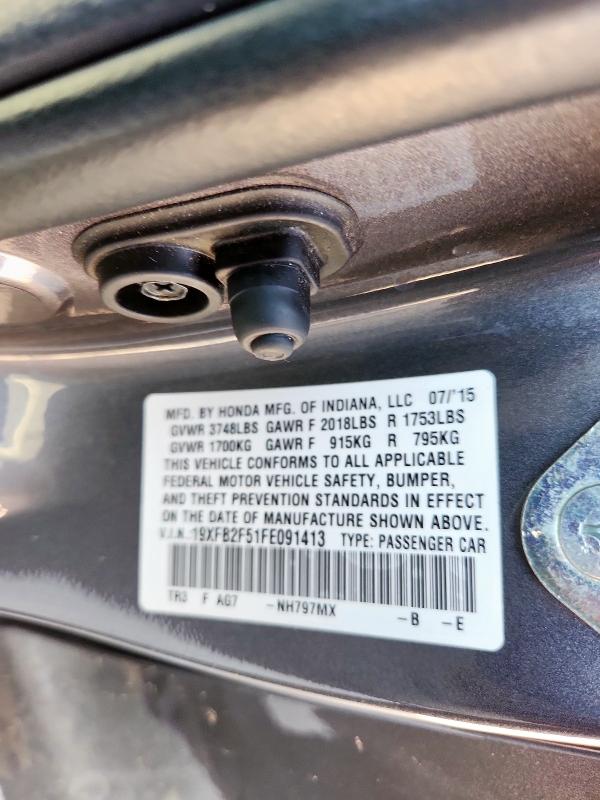 MFD. BY HONDA MFG. OF INDIANA, LLC 07/'15
GVWR 3748LBS GAWR F 2018LBS R 1753LBS
GVWR 1700KG GAWR F 915KG R 795KG
THIS VEHICLE CONFORMS TO ALL APPLICABLE
FEDERAL MOTOR VEHICLE SAFETY, BUMPER,
AND THEFT PREVENTION STANDARDS IN EFFECT
ON THE DATE OF MANUFACTURE SHOWN ABOVE.
V.I.N.:19XFB2F51FE091413 TYPE: PASSENGER CAR
TR3 F AG7 -NH797MX -B -E